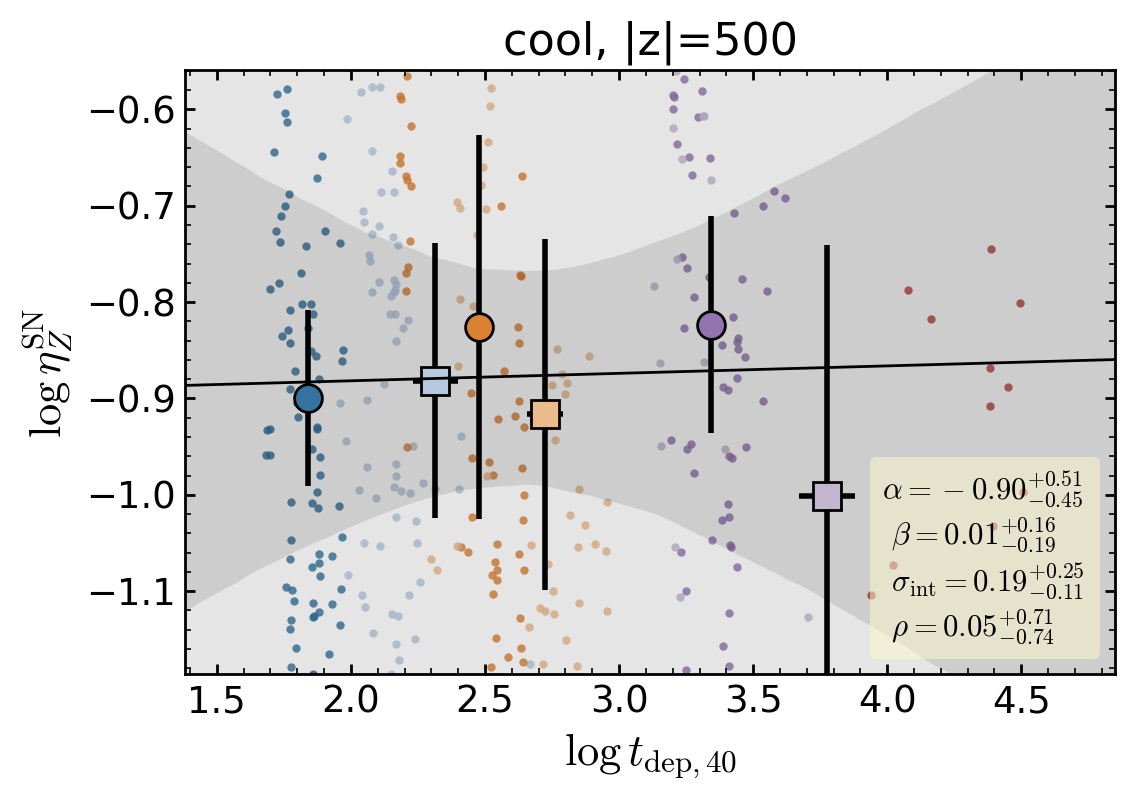 cool, |z|=500
log η_Z^SN
−0.6
−0.7
−0.8
−0.9
−1.0
−1.1
α = − 0.90 +0.51 −0.45
β = 0.01 +0.16 −0.19
σ_int = 0.19 +0.25 −0.11
ρ = 0.05 +0.71 −0.74
1.5 2.0 2.5 3.0 3.5 4.0 4.5
log t_dep, 40